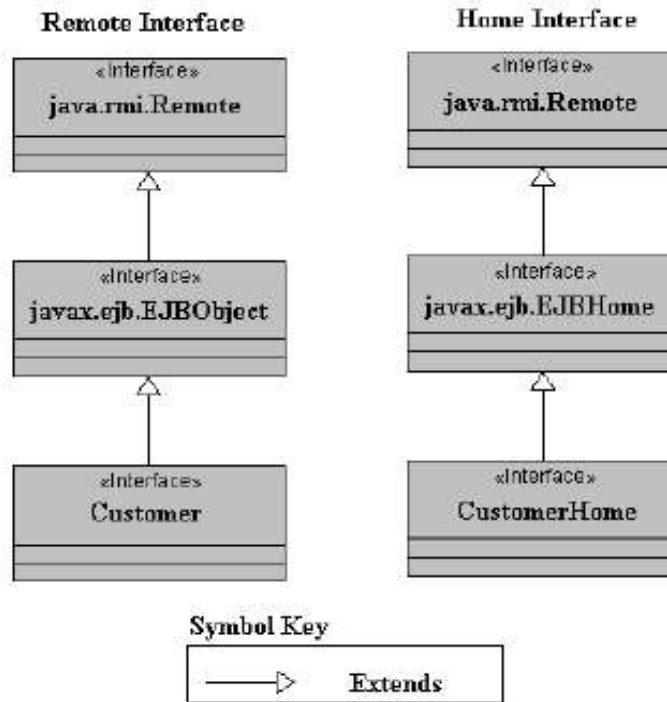 Remote Interface
«Interface»
java.rmi.Remote
«Interface»
javax.ejb.EJBObject
«Interface»
Customer
Home Interface
«Interface»
java.rmi.Remote
«Interface»
javax.ejb.EJBHome
«Interface»
CustomerHome
Symbol Key
Extends